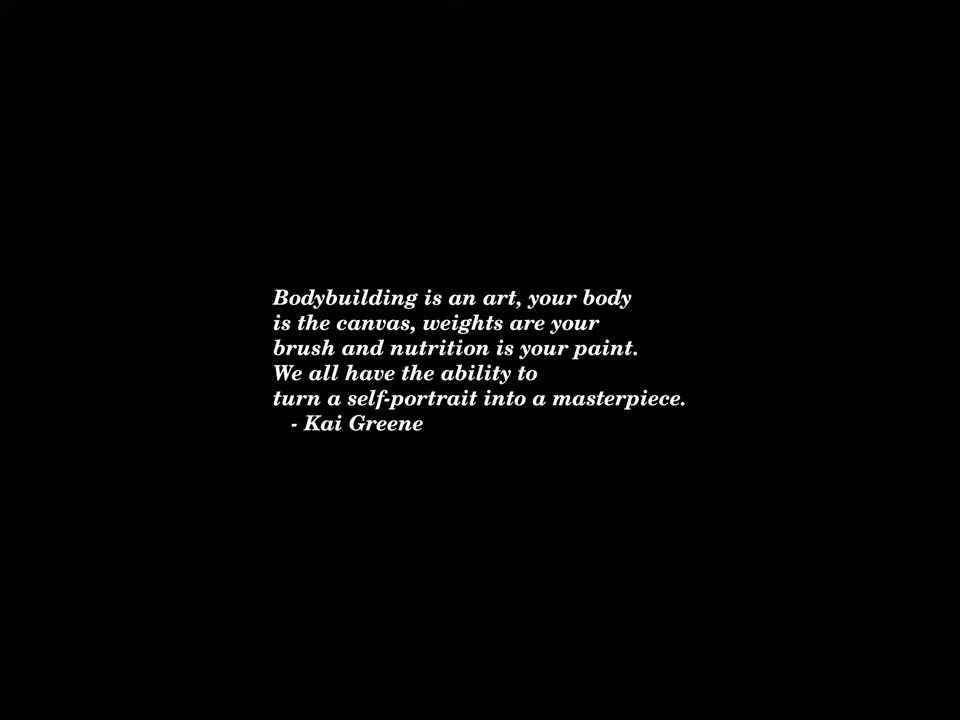 Bodybuilding is an art, your body
is the canvas, weights are your
brush and nutrition is your paint.
We all have the ability to
turn a self-portrait into a masterpiece.
- Kai Greene